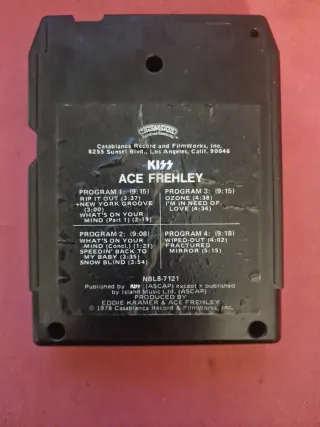 Casablanca
Casablanca Record and FilmWorks, Inc.
8255 Sunset Blvd., Los Angeles, Calif. 90046
KISS
ACE FREHLEY
PROGRAM 1: (9:15)
RIP IT OUT (3:37)
*NEW YORK GROOVE
(3:00)
WHAT'S ON YOUR
MIND (Part 1) (2:19)
PROGRAM 3: (9:15)
OZONE (4:38)
I'M IN NEED OF
LOVE (4:34)
PROGRAM 2: (9:08)
WHAT'S ON YOUR
MIND (Concl.) (1:21)
SPEEDIN' BACK TO
MY BABY (3:35)
SNOW BLIND (3:54)
PROGRAM 4: (9:18)
WIPED-OUT (4:02)
FRACTURED
MIRROR (5:15)
NBL8-7121
Published by KISS (ASCAP) except * published
by Island Music Ltd. (ASCAP)
PRODUCED BY
EDDIE KRAMER & ACE FREHLEY
℗ 1978 Casablanca Record & FilmWorks, Inc.